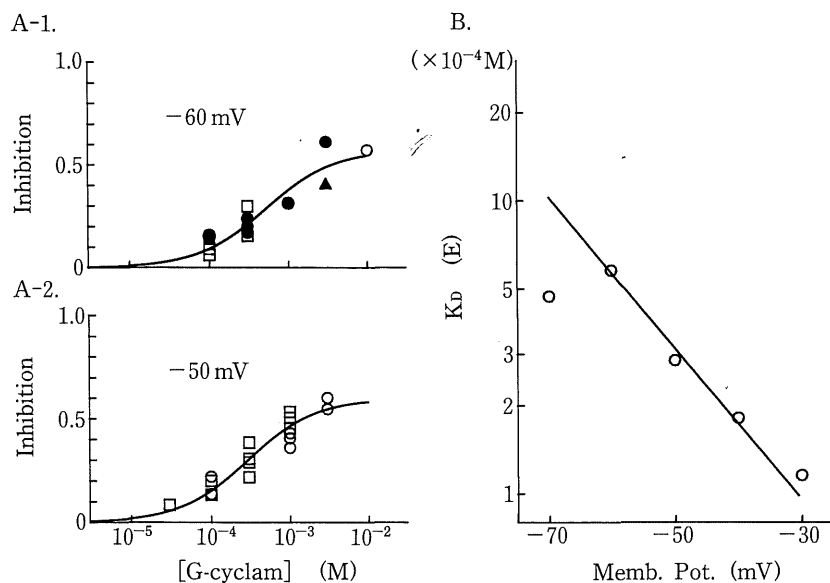 A-1.
1.0
0.5
0
Inhibition
−60 mV
A-2.
1.0
0.5
0
Inhibition
−50 mV
10⁻⁵
10⁻⁴
10⁻³
10⁻²
[G-cyclam] (M)
B.
(×10⁻⁴M)
20
10
5
3
2
1
K_D (E)
−70
−50
−30
Memb. Pot. (mV)